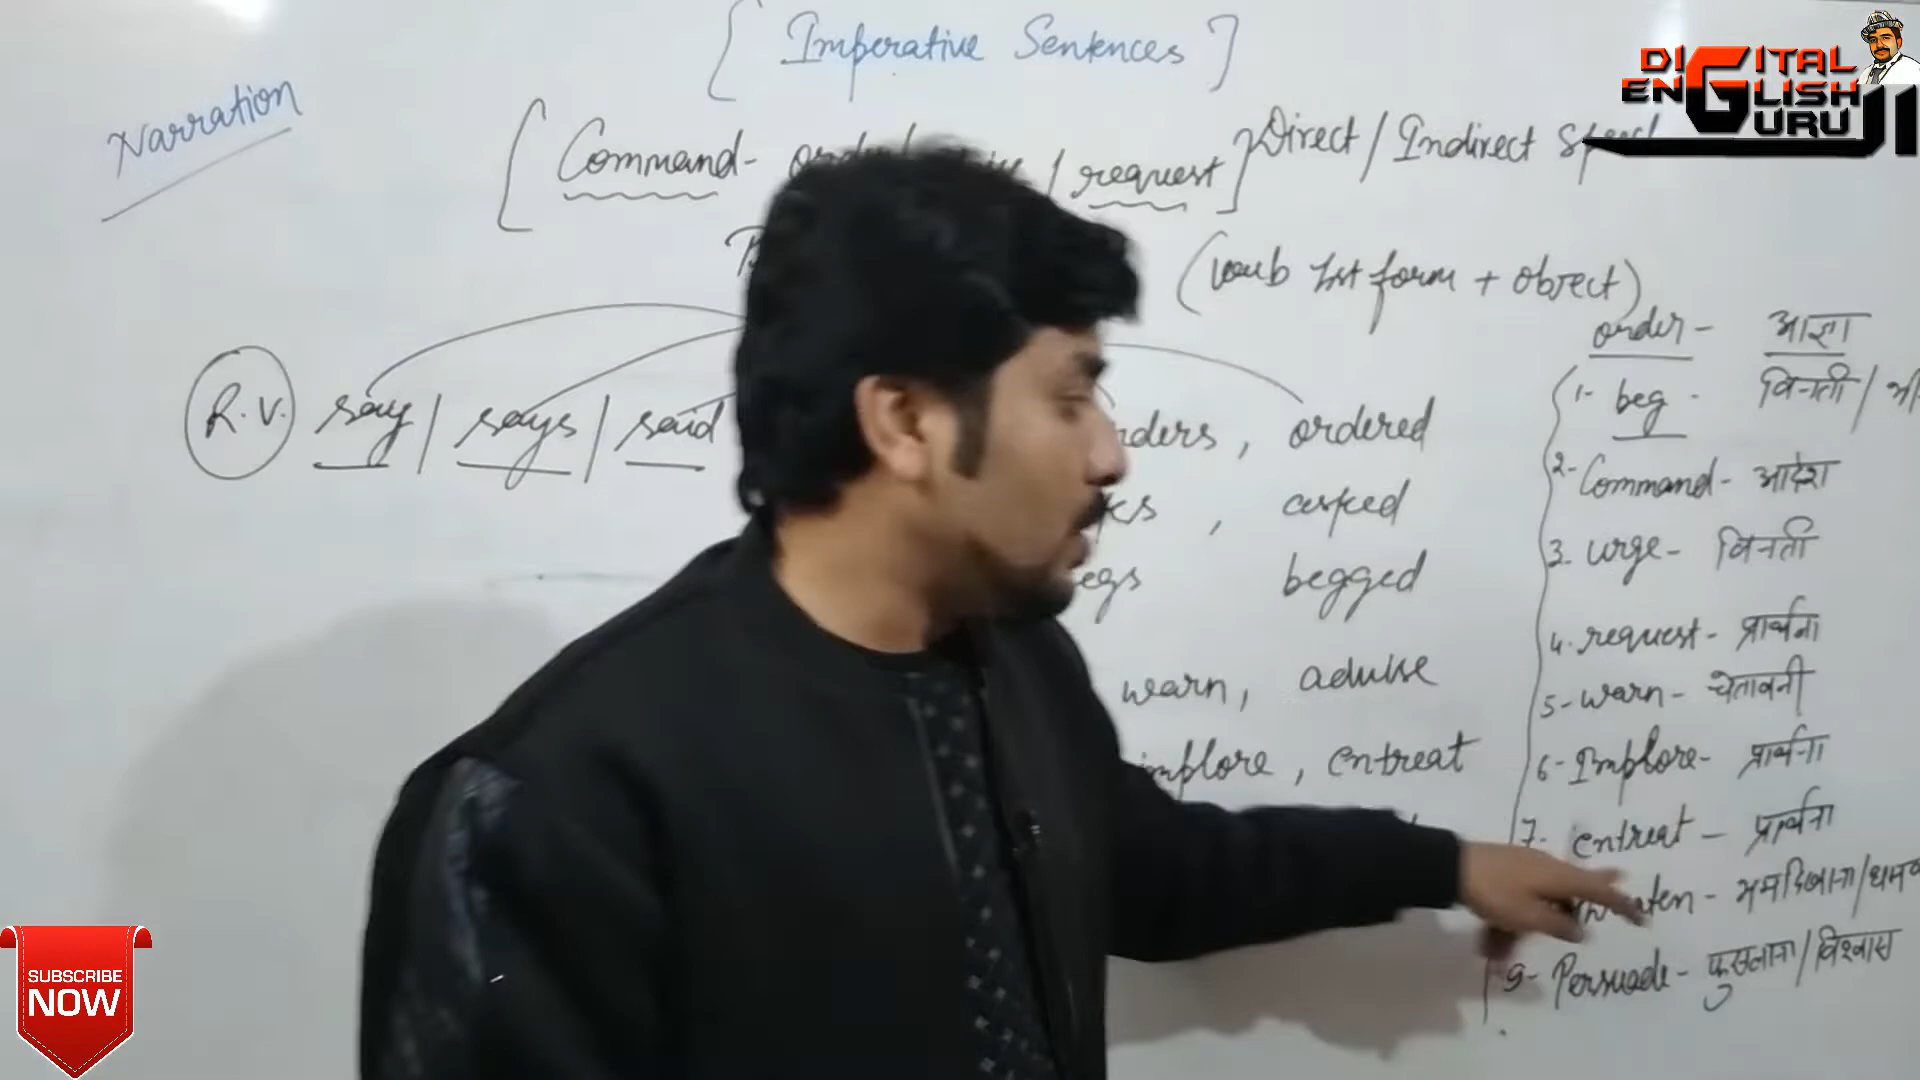 [ Imperative Sentences ]
Narration
[ Command- / request ] Direct / Indirect
(verb Ist form + object)
R.V. say / says / said
ordered
asked
begged
warn, advise
implore, entreat
order - आज्ञा
1- beg - विनती /
2- Command - आदेश
3. urge - विनती
4. request - प्रार्थना
5- warn - चेतावनी
6- Implore - प्रार्थना
7- entreat - प्रार्थना
9- Persuade - फुसलाना / विश्वास
DIGITAL
ENGLISH
GURUJI
SUBSCRIBE
NOW